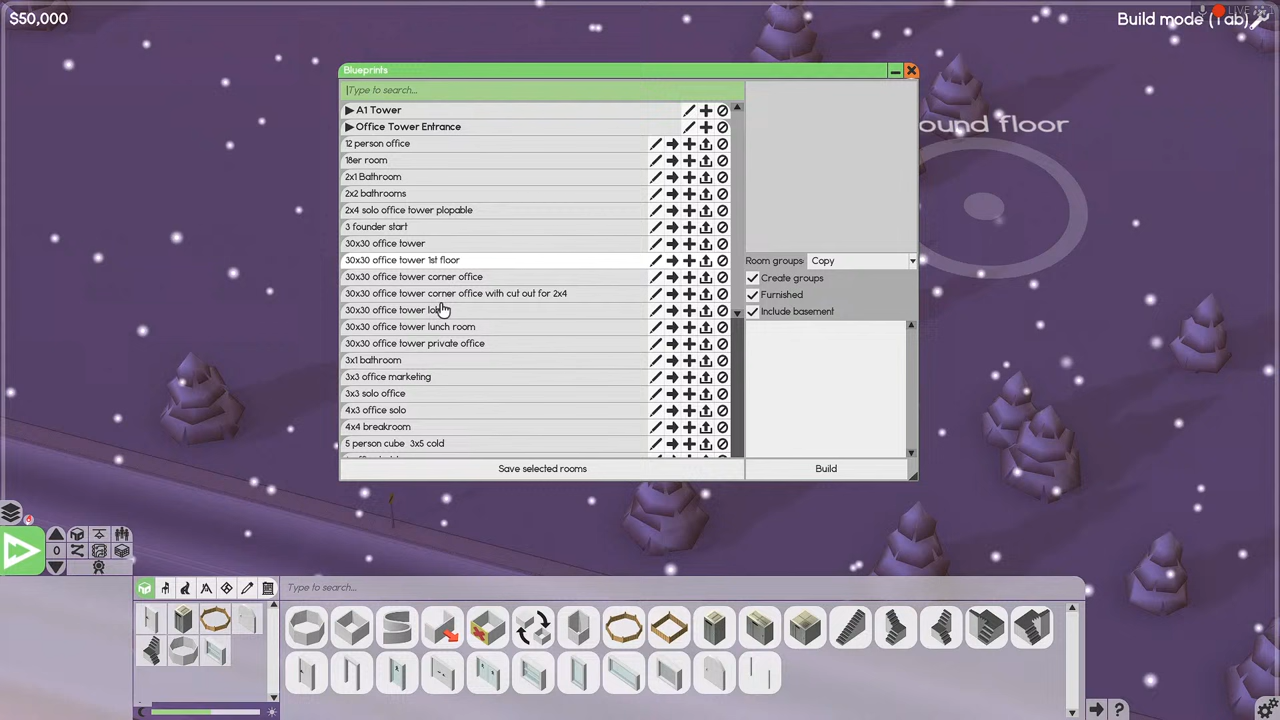 $50,000
LIVE
Build mode (Tab)
Blueprints
Type to search...
A1 Tower
Office Tower Entrance
12 person office
18er room
2x1 Bathroom
2x2 bathrooms
2x4 solo office tower plopable
3 founder start
30x30 office tower
30x30 office tower 1st floor
30x30 office tower corner office
30x30 office tower corner office with cut out for 2x4
30x30 office tower
30x30 office tower lunch room
30x30 office tower private office
3x1 bathroom
3x3 office marketing
3x3 solo office
4x3 office solo
4x4 breakroom
5 person cube 3x5 cold
Save selected rooms
Room groups Copy
Create groups
Furnished
Include basement
Build
ound floor
0
Type to search...
?